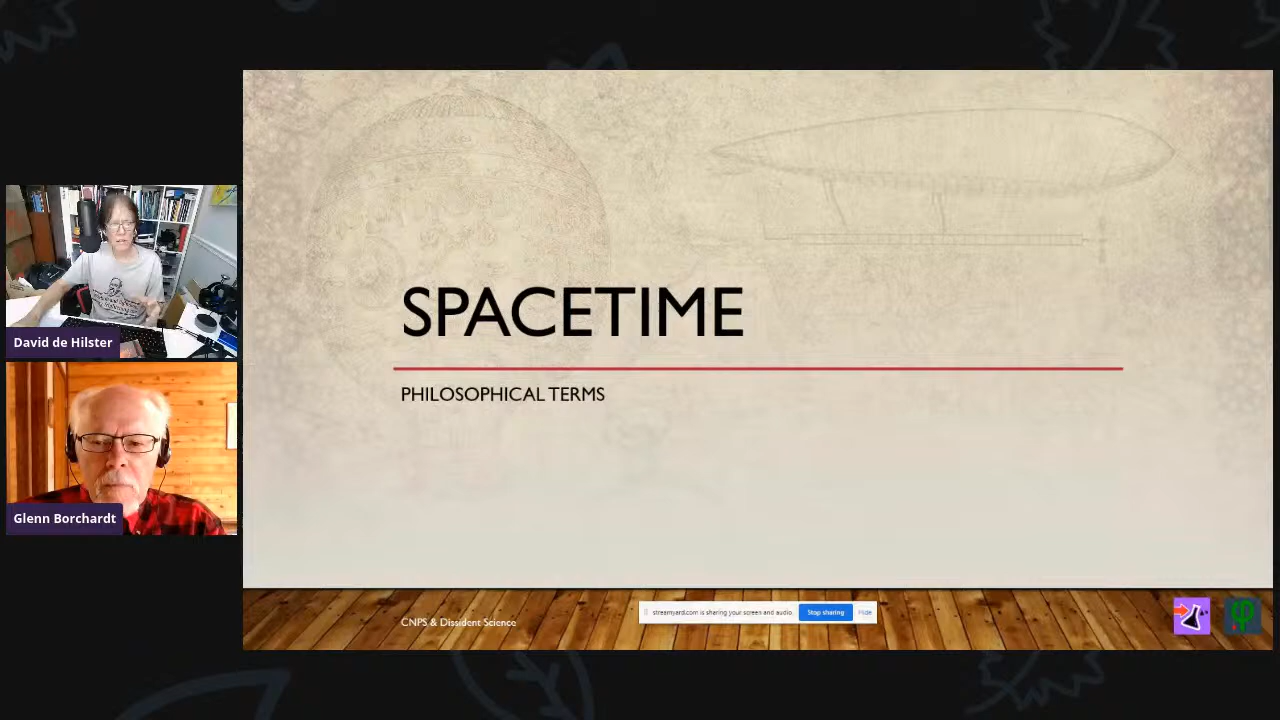 SPACETIME
PHILOSOPHICAL TERMS
David de Hilster
Glenn Borchardt
CNPS & Dissident Science
streamyard.com is sharing your screen and audio.
Stop sharing
Hide